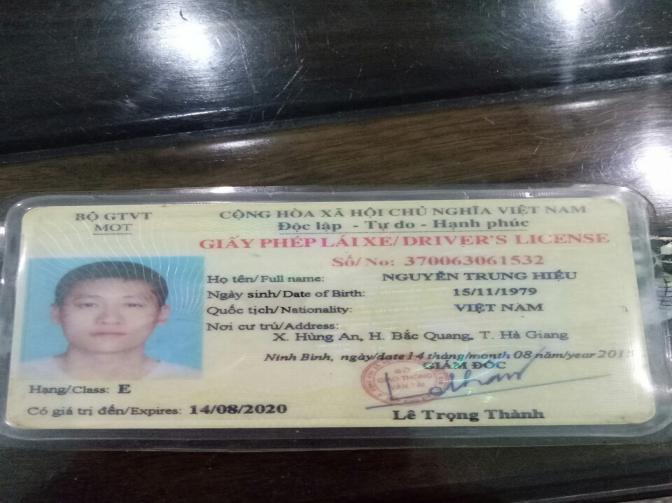 BỘ GTVT
MOT
CỘNG HÒA XÃ HỘI CHỦ NGHĨA VIỆT NAM
Độc lập - Tự do - Hạnh phúc
GIẤY PHÉP LÁI XE/ DRIVER'S LICENSE
Số/ No: 370063061532
Họ tên/ Full name: NGUYỄN TRUNG HIẾU
Ngày sinh/Date of Birth: 15/11/1979
Quốc tịch/ Nationality: VIỆT NAM
Nơi cư trú/Address:
X. Hùng An, H. Bắc Quang, T. Hà Giang
Ninh Bình, ngày/date 14 tháng/month 08 năm/year
GIÁM ĐỐC
Hạng/Class: E
Có giá trị đến/Expires: 14/08/2020
Lê Trọng Thành